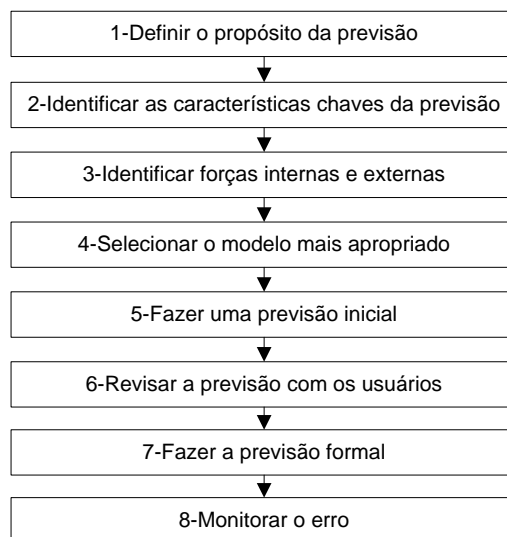 1-Definir o propósito da previsão
2-Identificar as características chaves da previsão
3-Identificar forças internas e externas
4-Selecionar o modelo mais apropriado
5-Fazer uma previsão inicial
6-Revisar a previsão com os usuários
7-Fazer a previsão formal
8-Monitorar o erro